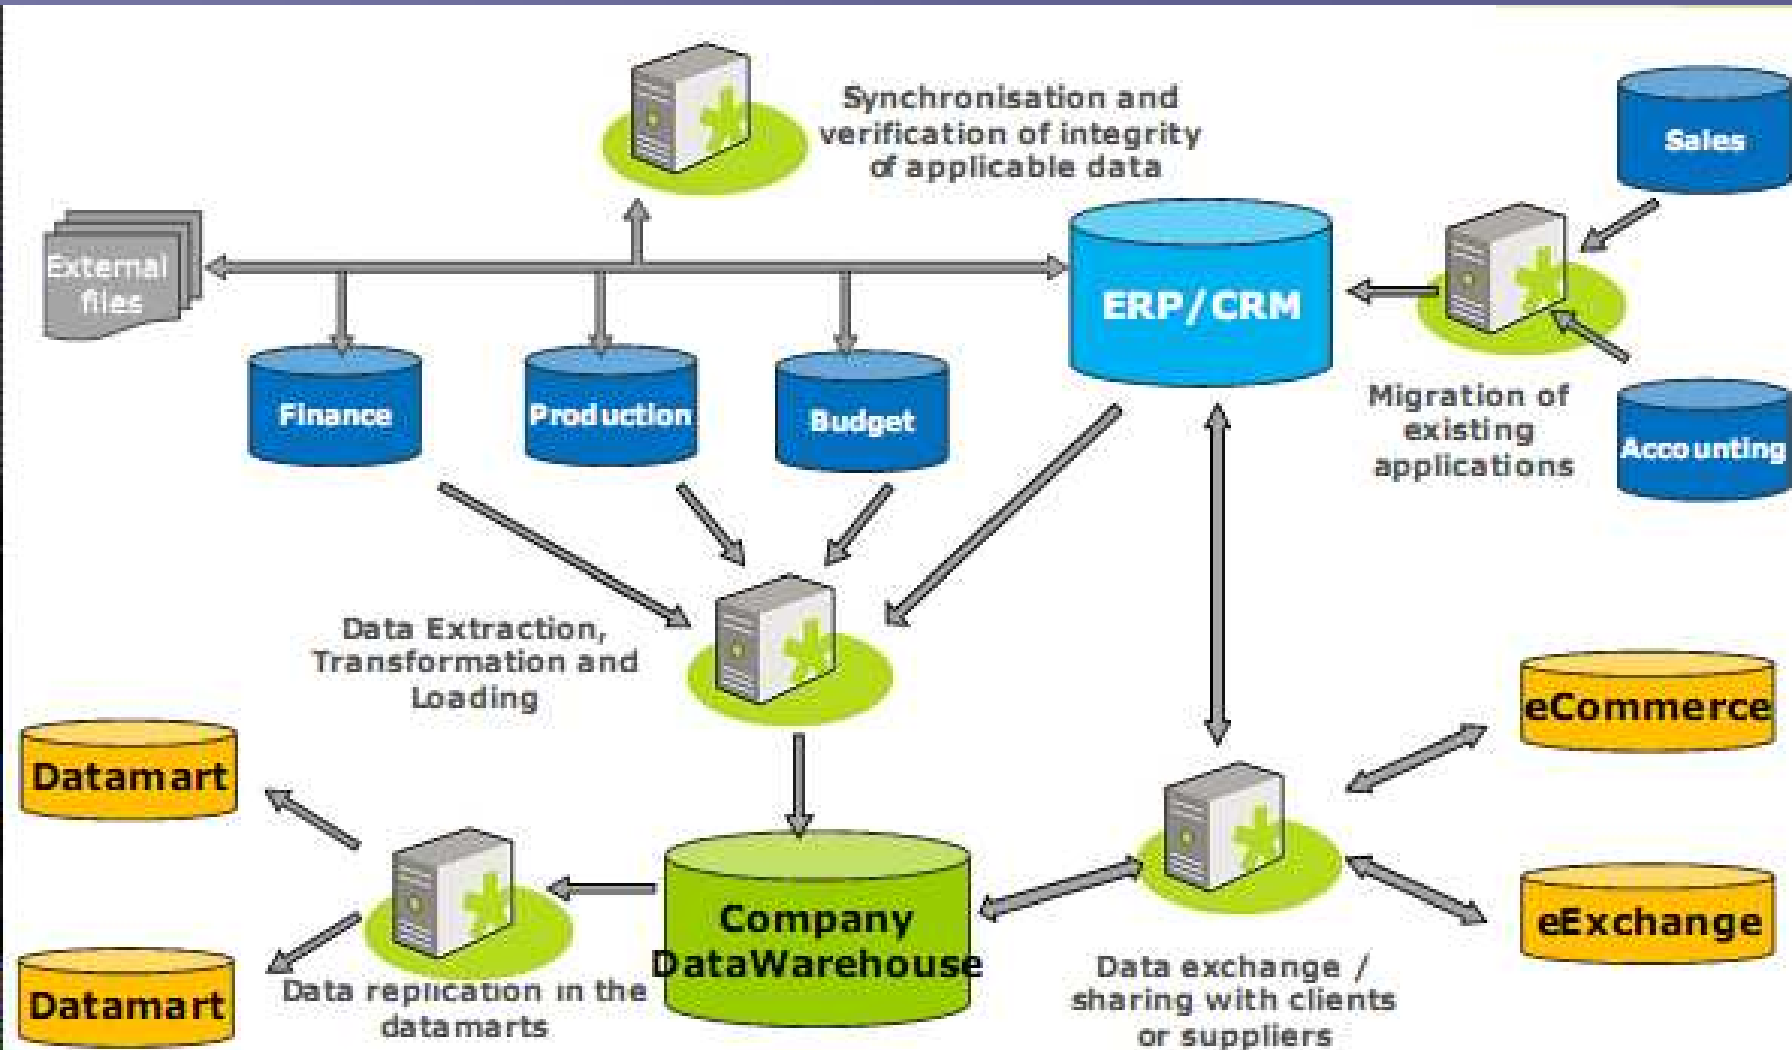 Synchronisation and
verification of integrity
of applicable data
Sales
External
files
ERP/CRM
Finance
Production
Budget
Migration of
existing
applications
Accounting
Data Extraction,
Transformation and
Loading
eCommerce
Datamart
Company
DataWarehouse
eExchange
Datamart
Data replication in the
datamarts
Data exchange /
sharing with clients
or suppliers